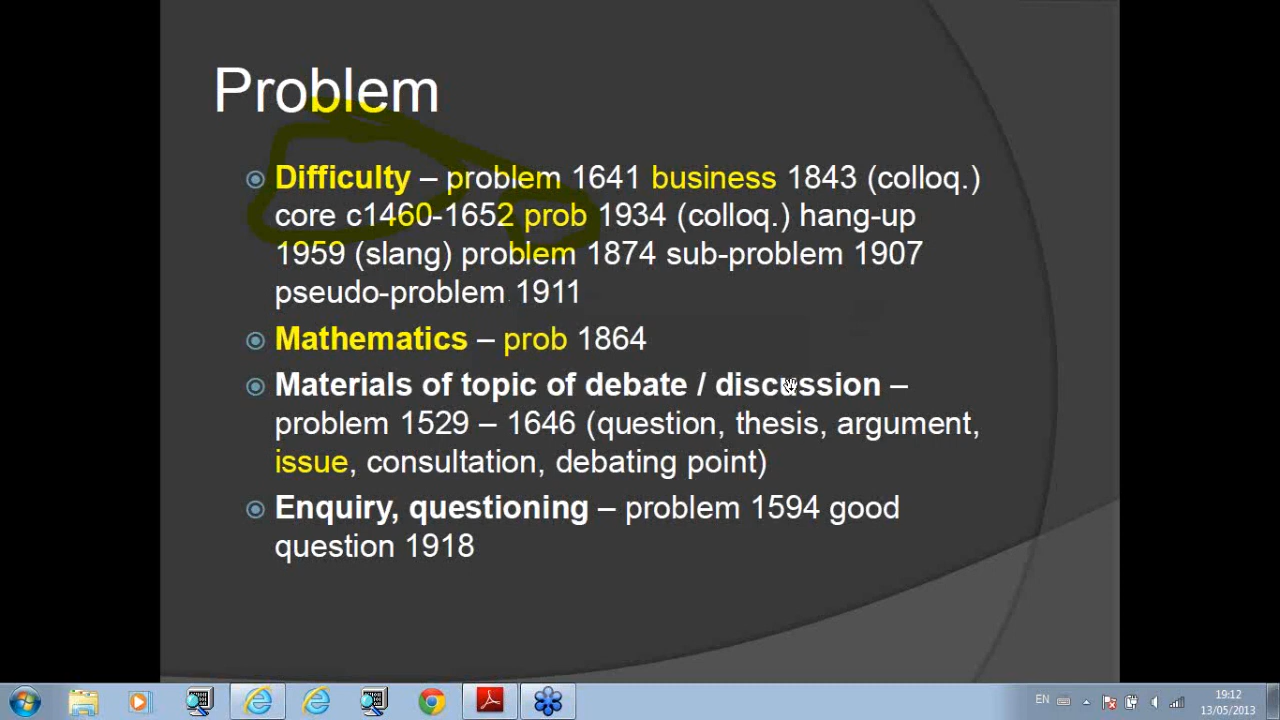 Problem
Difficulty – problem 1641 business 1843 (colloq.)
core c1460-1652 prob 1934 (colloq.) hang-up
1959 (slang) problem 1874 sub-problem 1907
pseudo-problem 1911
Mathematics – prob 1864
Materials of topic of debate / discussion –
problem 1529 – 1646 (question, thesis, argument,
issue, consultation, debating point)
Enquiry, questioning – problem 1594 good
question 1918
EN
19:12
13/05/2013